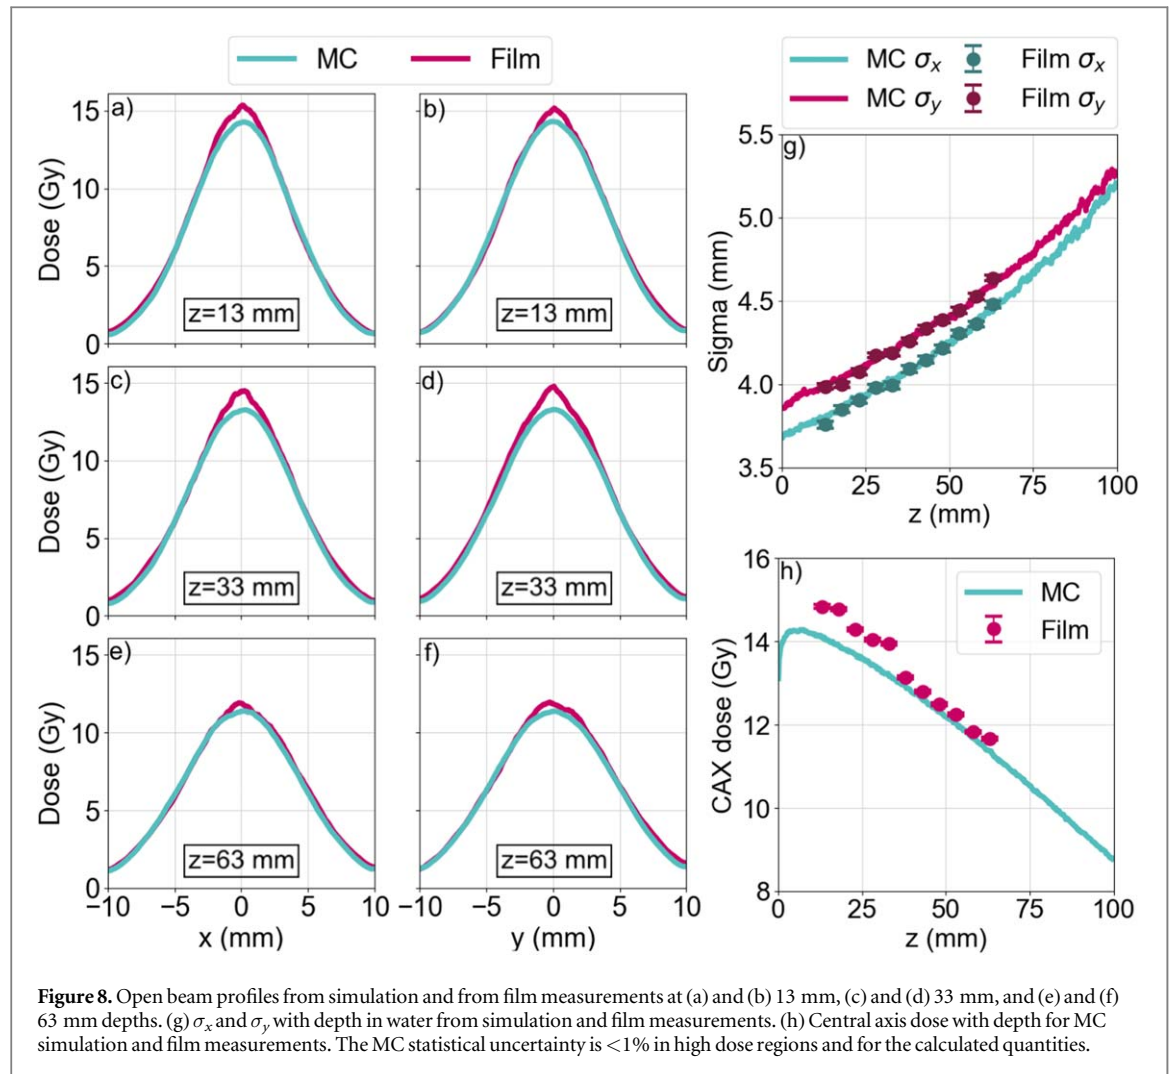 MC Film
a) b)
15
10
5
0
Dose (Gy)
z=13 mm z=13 mm
c) d)
15
10
5
0
Dose (Gy)
z=33 mm z=33 mm
e) f)
15
10
5
0
Dose (Gy)
z=63 mm z=63 mm
−10 −5 0 5 10 −10 −5 0 5 10
x (mm) y (mm)
MC σx Film σx
MC σy Film σy
g)
5.5
5.0
4.5
4.0
3.5
Sigma (mm)
0 25 50 75 100
z (mm)
h)
MC
Film
16
14
12
10
8
CAX dose (Gy)
0 25 50 75 100
z (mm)
Figure 8. Open beam profiles from simulation and from film measurements at (a) and (b) 13 mm, (c) and (d) 33 mm, and (e) and (f)
63 mm depths. (g) σx and σy with depth in water from simulation and film measurements. (h) Central axis dose with depth for MC
simulation and film measurements. The MC statistical uncertainty is <1% in high dose regions and for the calculated quantities.